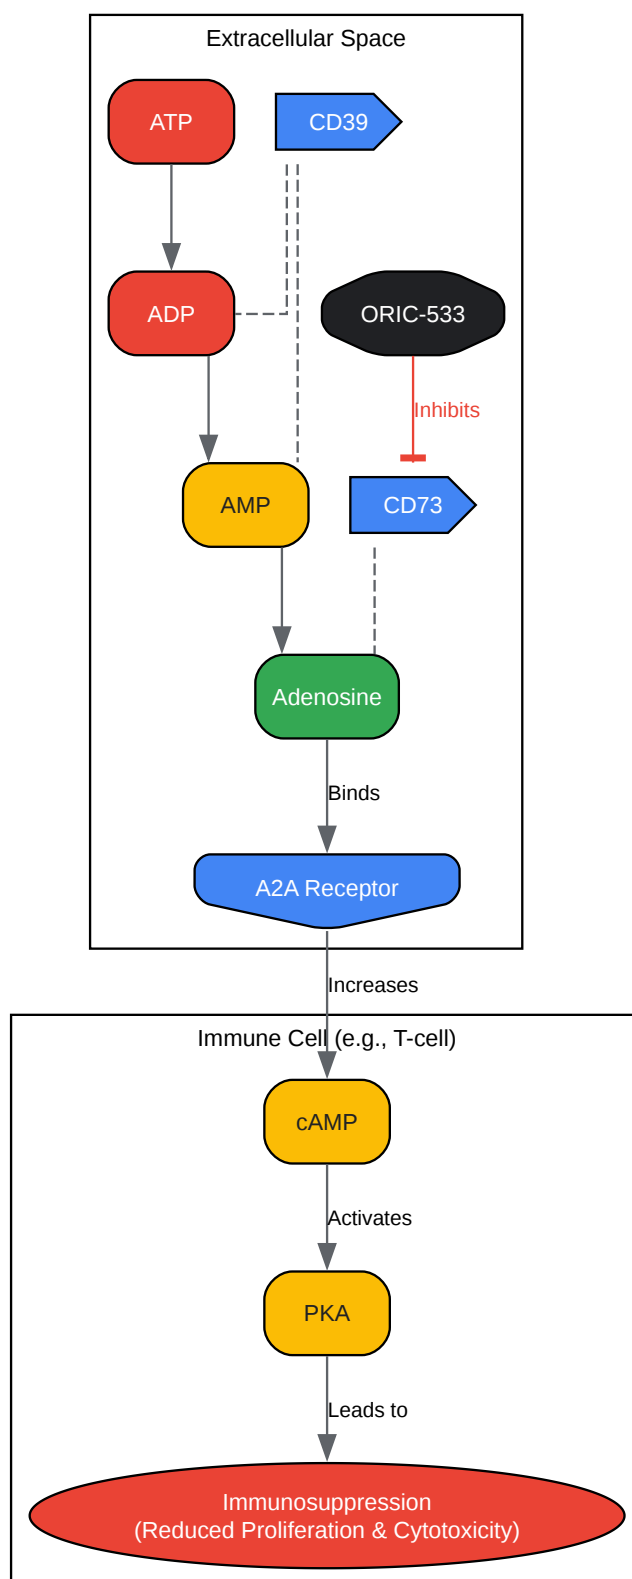 Extracellular Space
ATP
CD39
ADP
ORIC-533
Inhibits
AMP
CD73
Adenosine
Binds
A2A Receptor
Increases
Immune Cell (e.g., T-cell)
cAMP
Activates
PKA
Leads to
Immunosuppression
(Reduced Proliferation & Cytotoxicity)